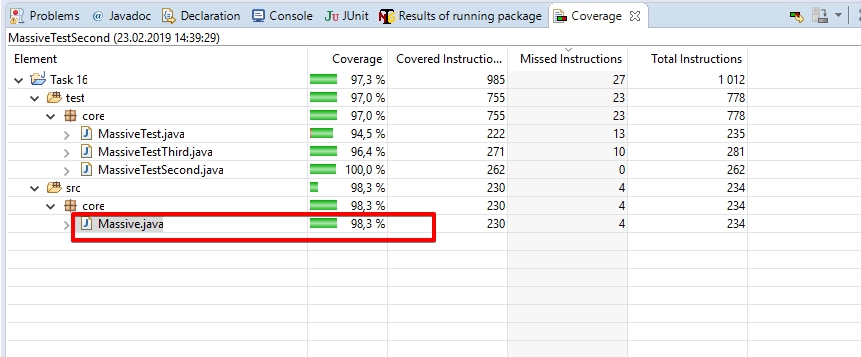 Problems @ Javadoc Declaration Console JU JUnit Results of running package Coverage
MassiveTestSecond (23.02.2019 14:39:29)
Element Coverage Covered Instructio... Missed Instructions Total Instructions
Task 16 97,3 % 985 27 1 012
test 97,0 % 755 23 778
core 97,0 % 755 23 778
MassiveTest.java 94,5 % 222 13 235
MassiveTestThird.java 96,4 % 271 10 281
MassiveTestSecond.java 100,0 % 262 0 262
src 98,3 % 230 4 234
core 98,3 % 230 4 234
Massive.java 98,3 % 230 4 234